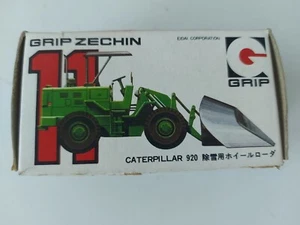 GRIP ZECHIN
EIDAI CORPORATION
GRIP
11
CATERPILLAR 920 除雪用ホイールローダ